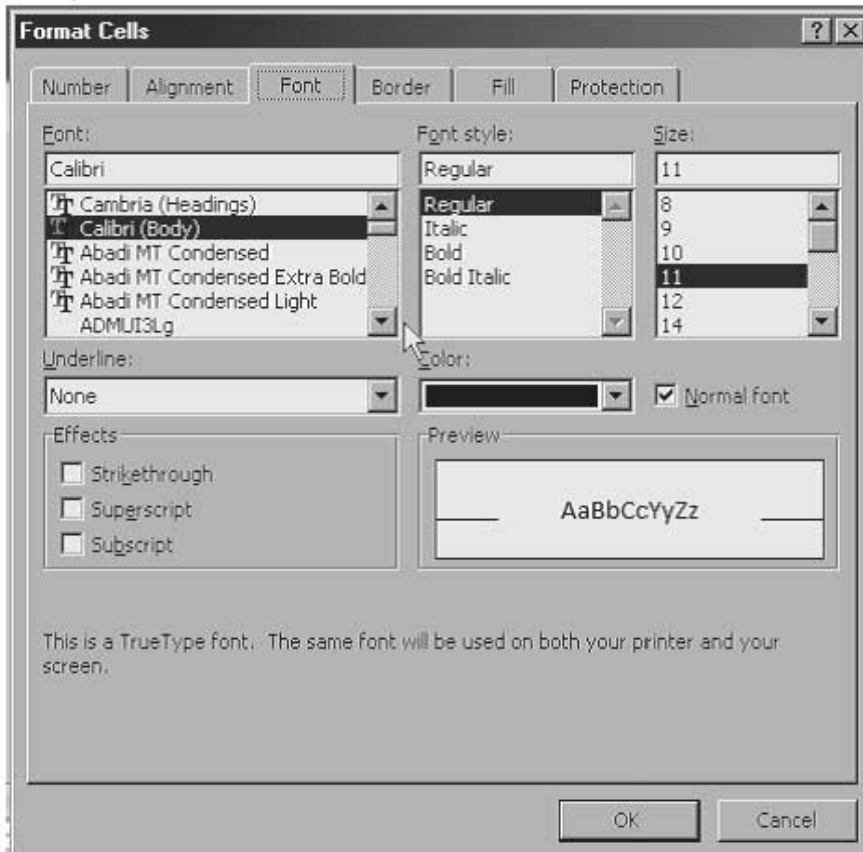 Format Cells
Number Alignment Font Border Fill Protection
Font: Font style: Size:
Calibri Regular 11
Cambria (Headings) Regular 8
Calibri (Body) Italic 9
Abadi MT Condensed Bold 10
Abadi MT Condensed Extra Bold Bold Italic 11
Abadi MT Condensed Light 12
ADMUI3Lg 14
Underline: Color:
None Normal font
Effects Preview
Strikethrough
Superscript AaBbCcYyZz
Subscript
This is a TrueType font. The same font will be used on both your printer and your
screen.
OK Cancel